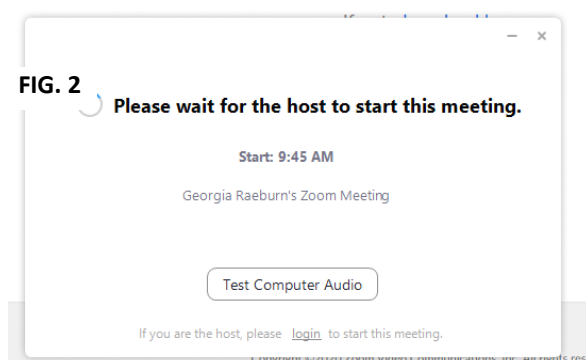 FIG. 2
Please wait for the host to start this meeting.
Start: 9:45 AM
Georgia Raeburn's Zoom Meeting
Test Computer Audio
If you are the host, please login to start this meeting.